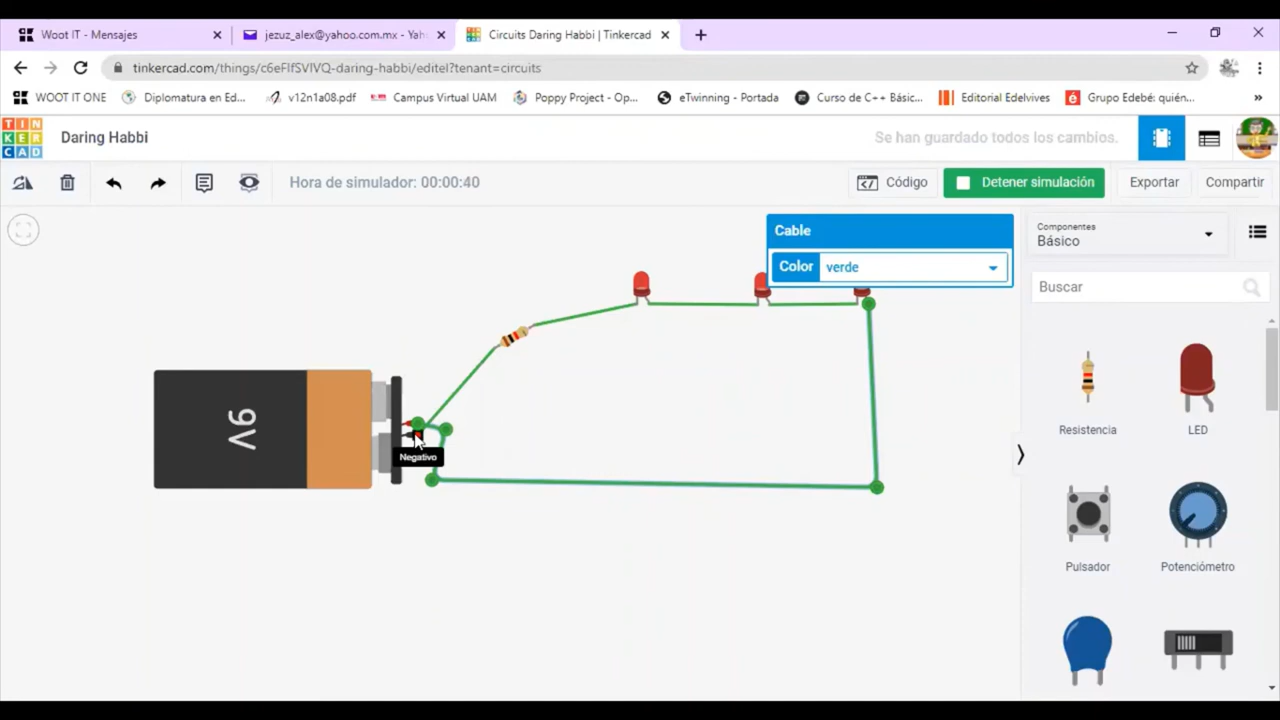 Woot IT - Mensajes
jezuz_alex@yahoo.com.mx - Yah
Circuits Daring Habbi | Tinkercad
tinkercad.com/things/c6eFIfSVIVQ-daring-habbi/editel?tenant=circuits
WOOT IT ONE
Diplomatura en Ed...
v12n1a08.pdf
Campus Virtual UAM
Poppy Project - Op...
eTwinning - Portada
Curso de C++ Básic...
Editorial Edelvives
Grupo Edebé: quién...
TIN
KER
CAD
Daring Habbi
Se han guardado todos los cambios.
Hora de simulador: 00:00:40
Código
Detener simulación
Exportar
Compartir
Cable
Color
verde
Componentes
Básico
Buscar
9V
Negativo
Resistencia
LED
Pulsador
Potenciómetro